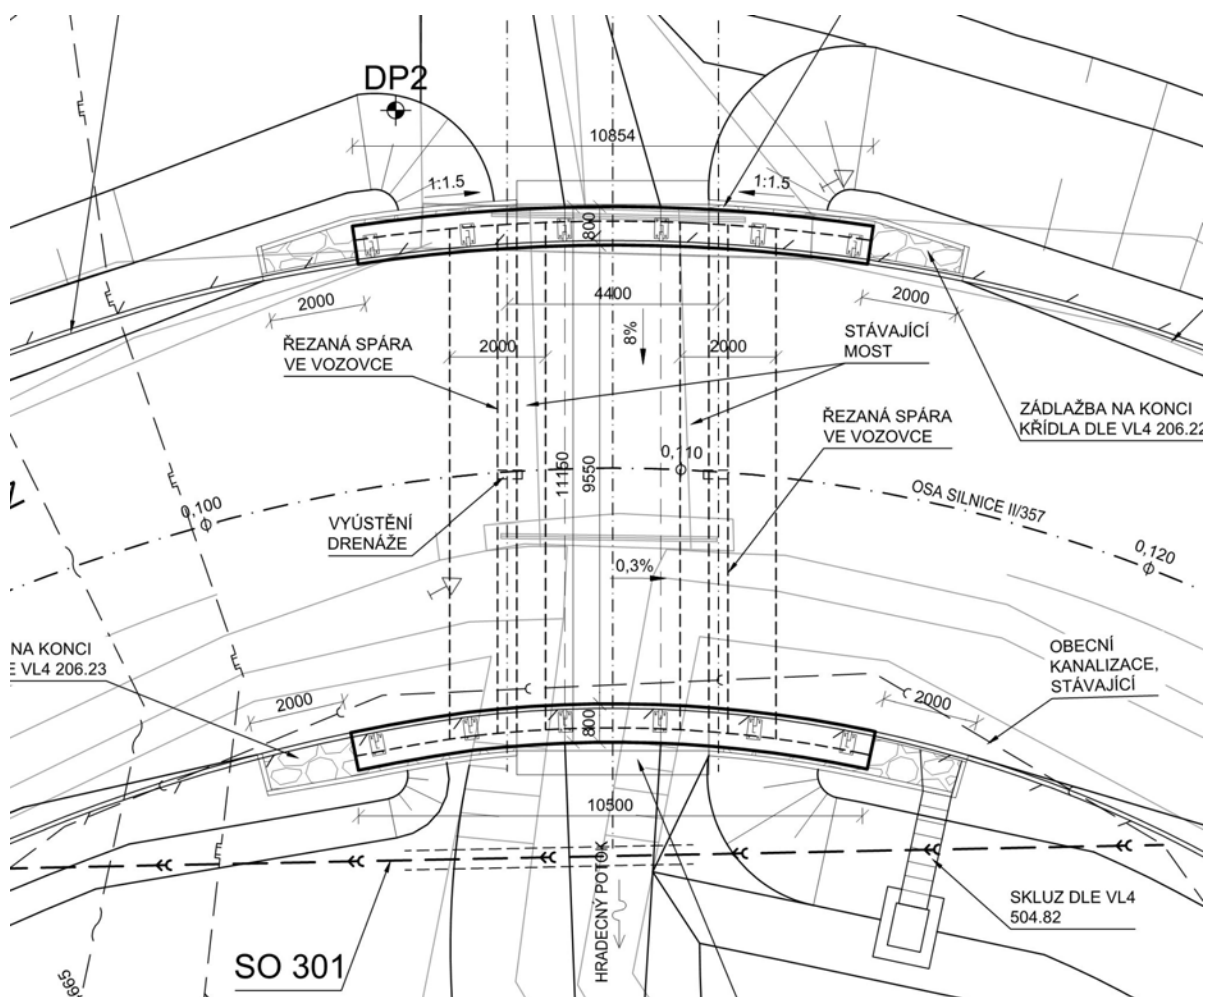 DP2
10854
1:1.5
1:1.5
800
2000
4400
2000
ŘEZANÁ SPÁRA
VE VOZOVCE
2000
8%
2000
STÁVAJÍCÍ
MOST
ZÁDLAŽBA NA KONCI
KŘÍDLA DLE VL4 206.22
ŘEZANÁ SPÁRA
VE VOZOVCE
0,110
11150
9550
0,100
OSA SILNICE II/357
VYÚSTĚNÍ
DRENÁŽE
0,120
0,3%
NA KONCI
E VL4 206.23
OBECNÍ
KANALIZACE,
STÁVAJÍCÍ
2000
2000
800
10500
HRADECNÝ POTOK
SKLUZ DLE VL4
504.82
SO 301
665